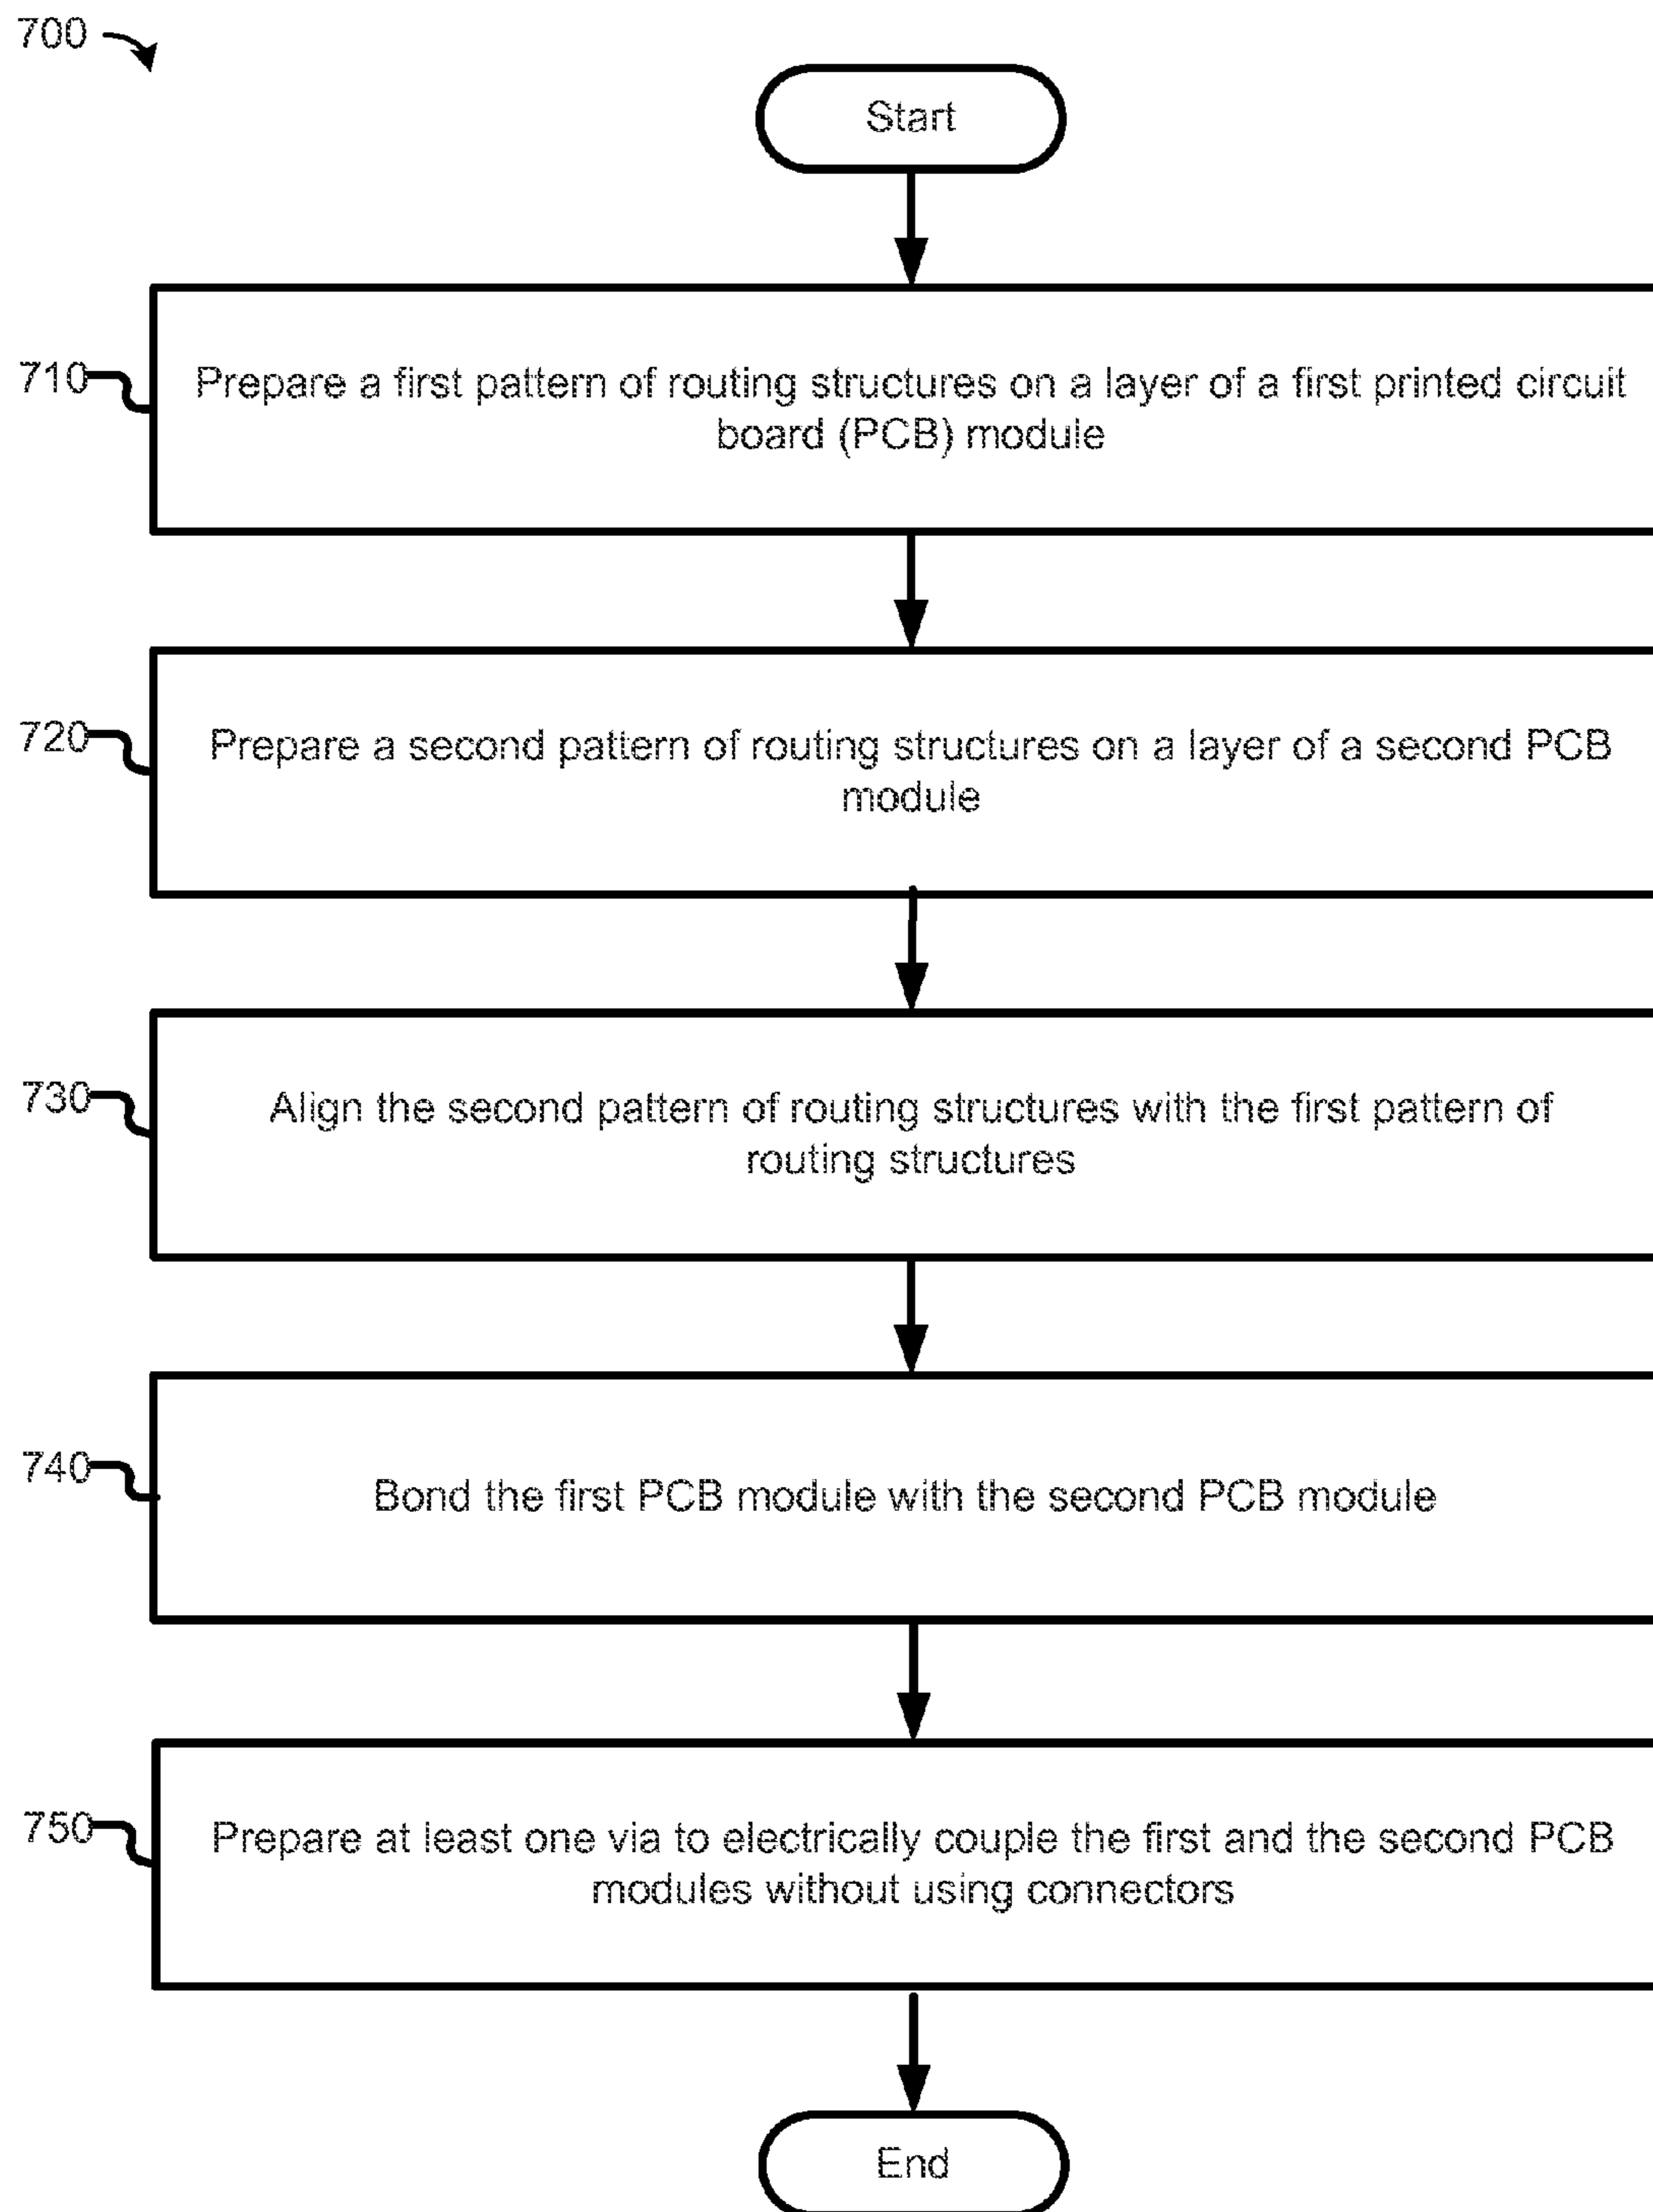 700
Start
710
Prepare a first pattern of routing structures on a layer of a first printed circuit
board (PCB) module
720
Prepare a second pattern of routing structures on a layer of a second PCB
module
730
Align the second pattern of routing structures with the first pattern of
routing structures
740
Bond the first PCB module with the second PCB module
750
Prepare at least one via to electrically couple the first and the second PCB
modules without using connectors
End